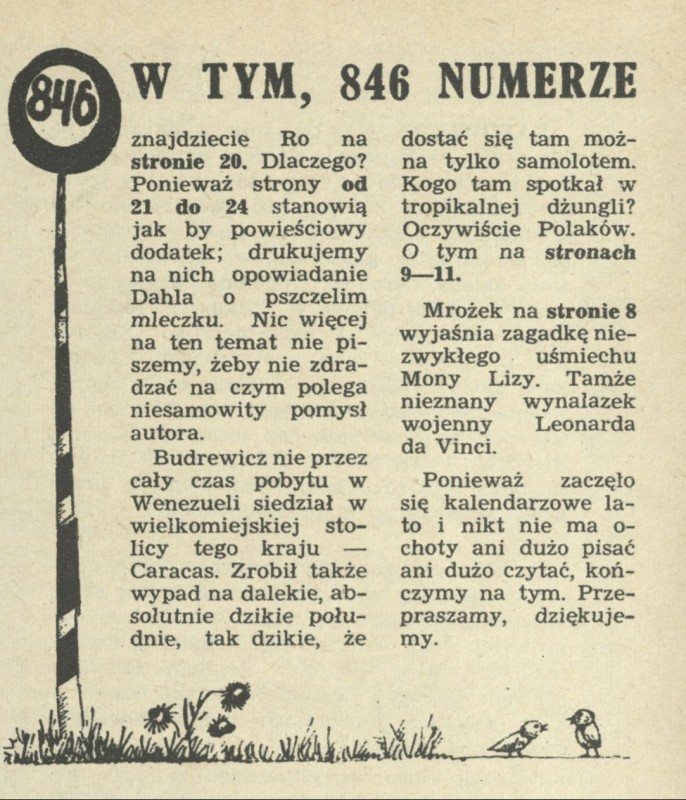 846
W TYM, 846 NUMERZE
znajdziecie Ro na
stronie 20. Dlaczego?
Ponieważ strony od
21 do 24 stanowią
jak by powieściowy
dodatek; drukujemy
na nich opowiadanie
Dahla o pszczelim
mleczku. Nic więcej
na ten temat nie pi-
szemy, żeby nie zdra-
dzać na czym polega
niesamowity pomysł
autora.
Budrewicz nie przez
cały czas pobytu w
Wenezueli siedział w
wielkomiejskiej sto-
licy tego kraju —
Caracas. Zrobił także
wypad na dalekie, ab-
solutnie dzikie połu-
dnie, tak dzikie, że
dostać się tam moż-
na tylko samolotem.
Kogo tam spotkał w
tropikalnej dżungli?
Oczywiście Polaków.
O tym na stronach
9—11.
Mrożek na stronie 8
wyjaśnia zagadkę nie-
zwykłego uśmiechu
Mony Lizy. Tamże
nieznany wynalazek
wojenny Leonarda
da Vinci.
Ponieważ zaczęło
się kalendarzowe la-
to i nikt nie ma o-
choty ani dużo pisać
ani dużo czytać, koń-
czymy na tym. Prze-
praszamy, dziękuje-
my.